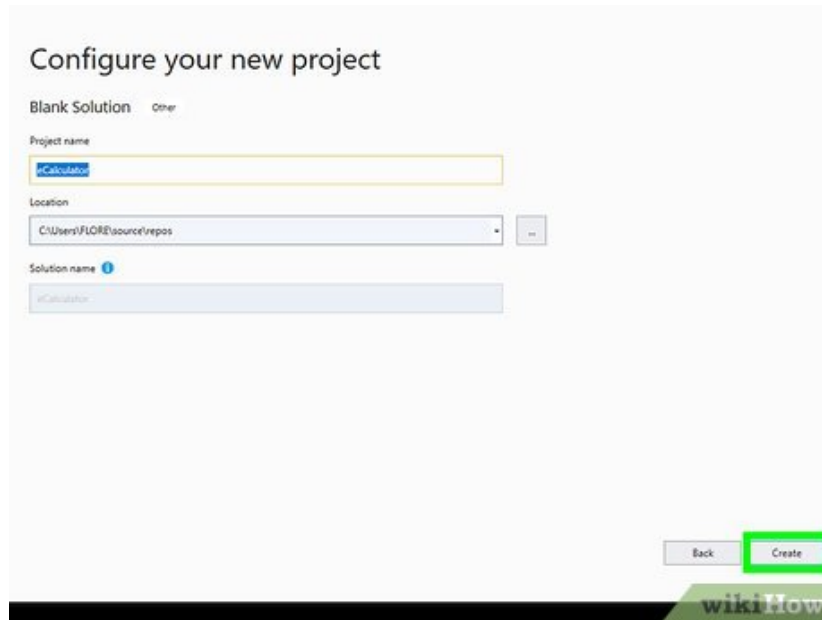 Configure your new project
Blank Solution Other
Project name
eCalculator
Location
C:\Users\FLORE\source\repos
...
Solution name
eCalculator
Back Create
wikiHow